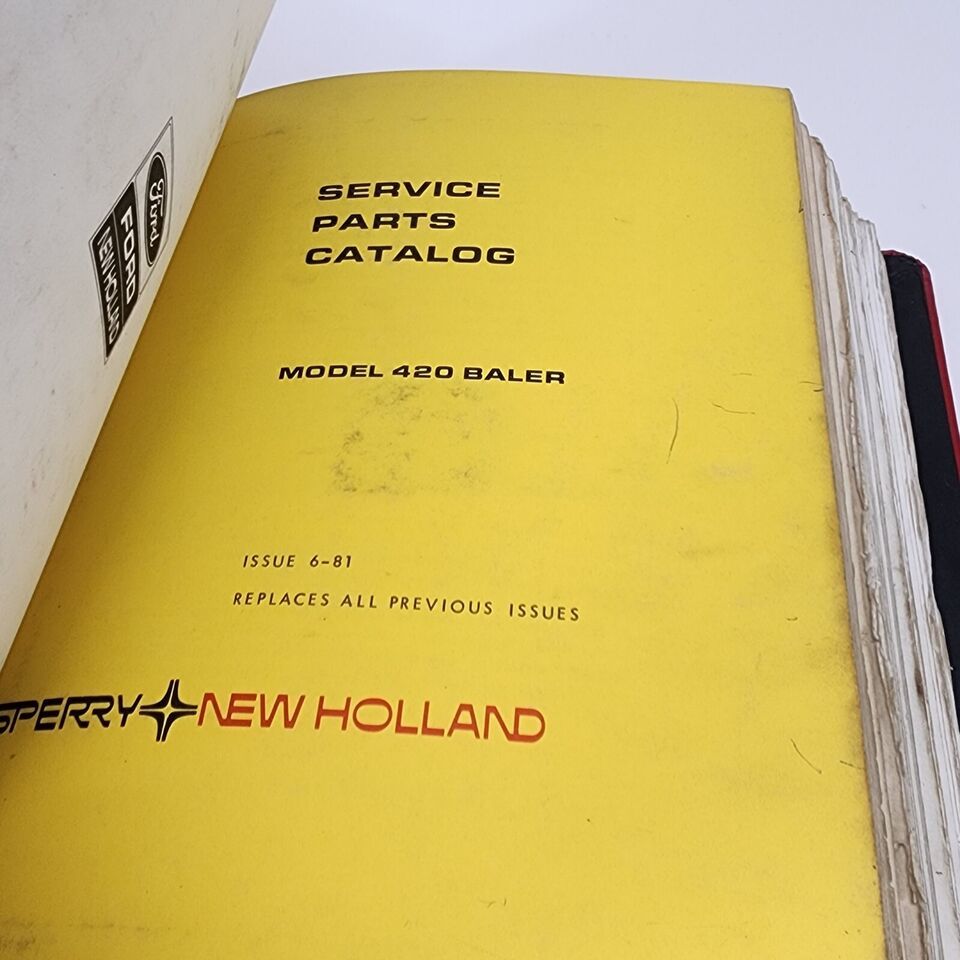 Ford
FORD
NEW HOLLAND
SERVICE
PARTS
CATALOG
MODEL 420 BALER
ISSUE 6-81
REPLACES ALL PREVIOUS ISSUES
SPERRY NEW HOLLAND